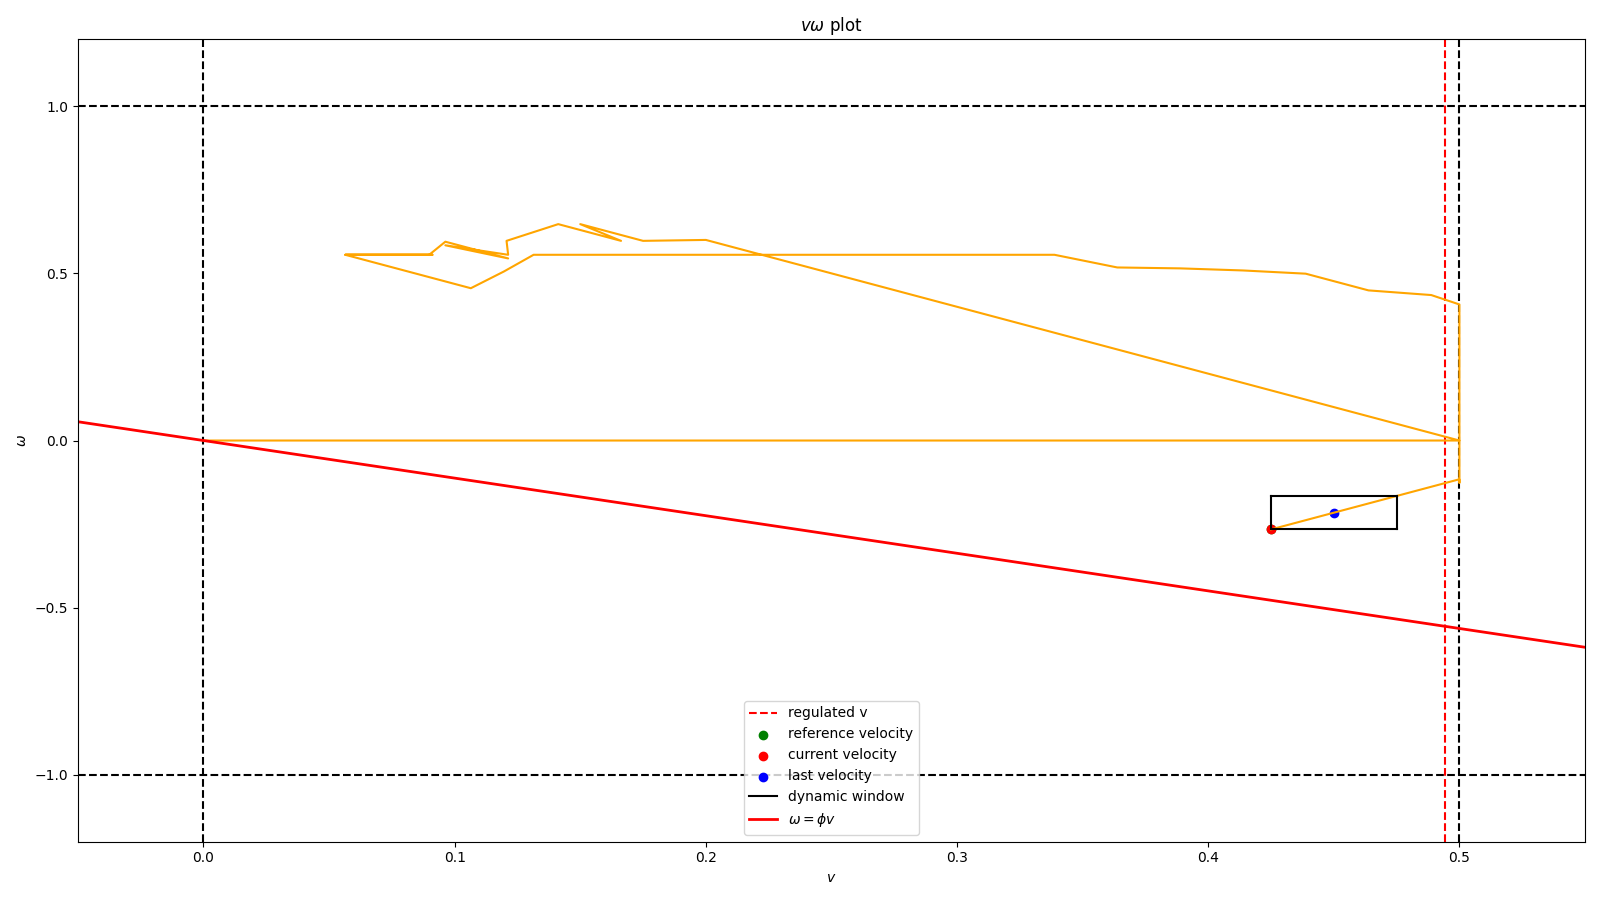 vω plot
1.0
0.5
0.0
−0.5
−1.0
ω
0.0 0.1 0.2 0.3 0.4 0.5
v
regulated v
reference velocity
current velocity
last velocity
dynamic window
ω = ϕv